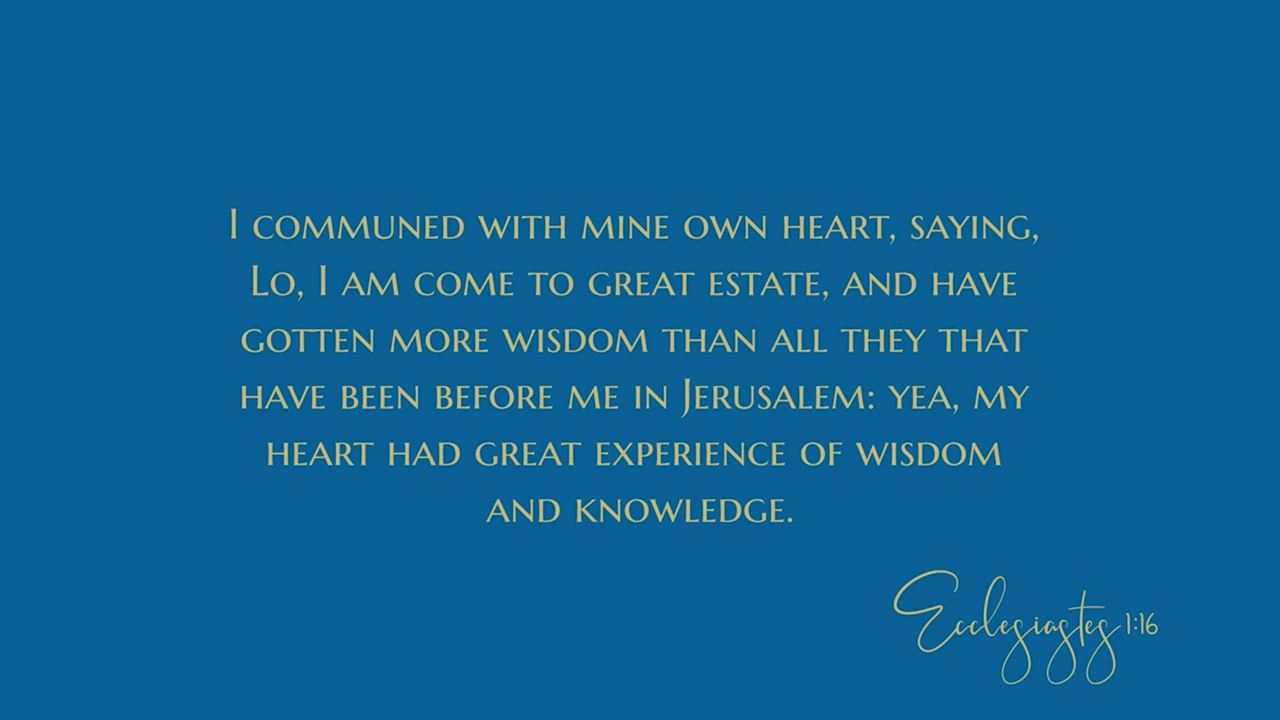 I communed with mine own heart, saying,
Lo, I am come to great estate, and have
gotten more wisdom than all they that
have been before me in Jerusalem: yea, my
heart had great experience of wisdom
and knowledge.
Ecclesiastes 1:16